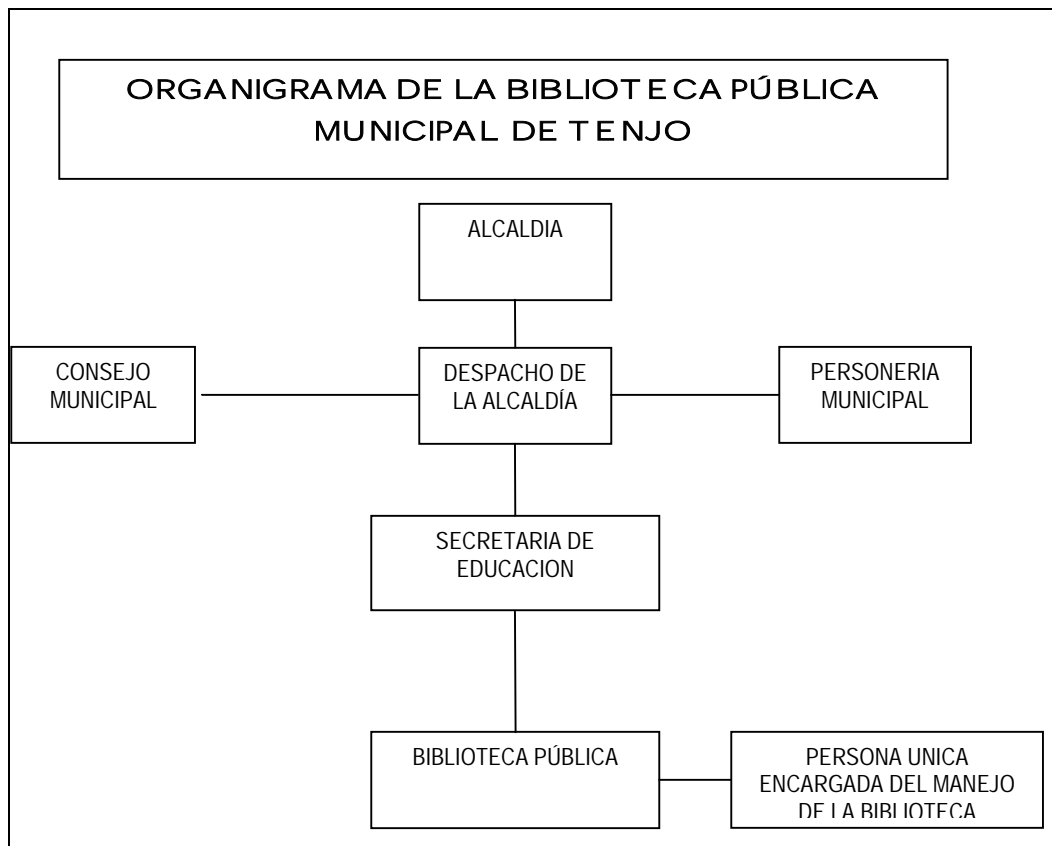 ORGANIGRAMA DE LA BIBLIOTECA PÚBLICA
MUNICIPAL DE TENJO
ALCALDIA
CONSEJO
MUNICIPAL
DESPACHO DE
LA ALCALDÍA
PERSONERIA
MUNICIPAL
SECRETARIA DE
EDUCACION
BIBLIOTECA PÚBLICA
PERSONA UNICA
ENCARGADA DEL MANEJO
DE LA BIBLIOTECA